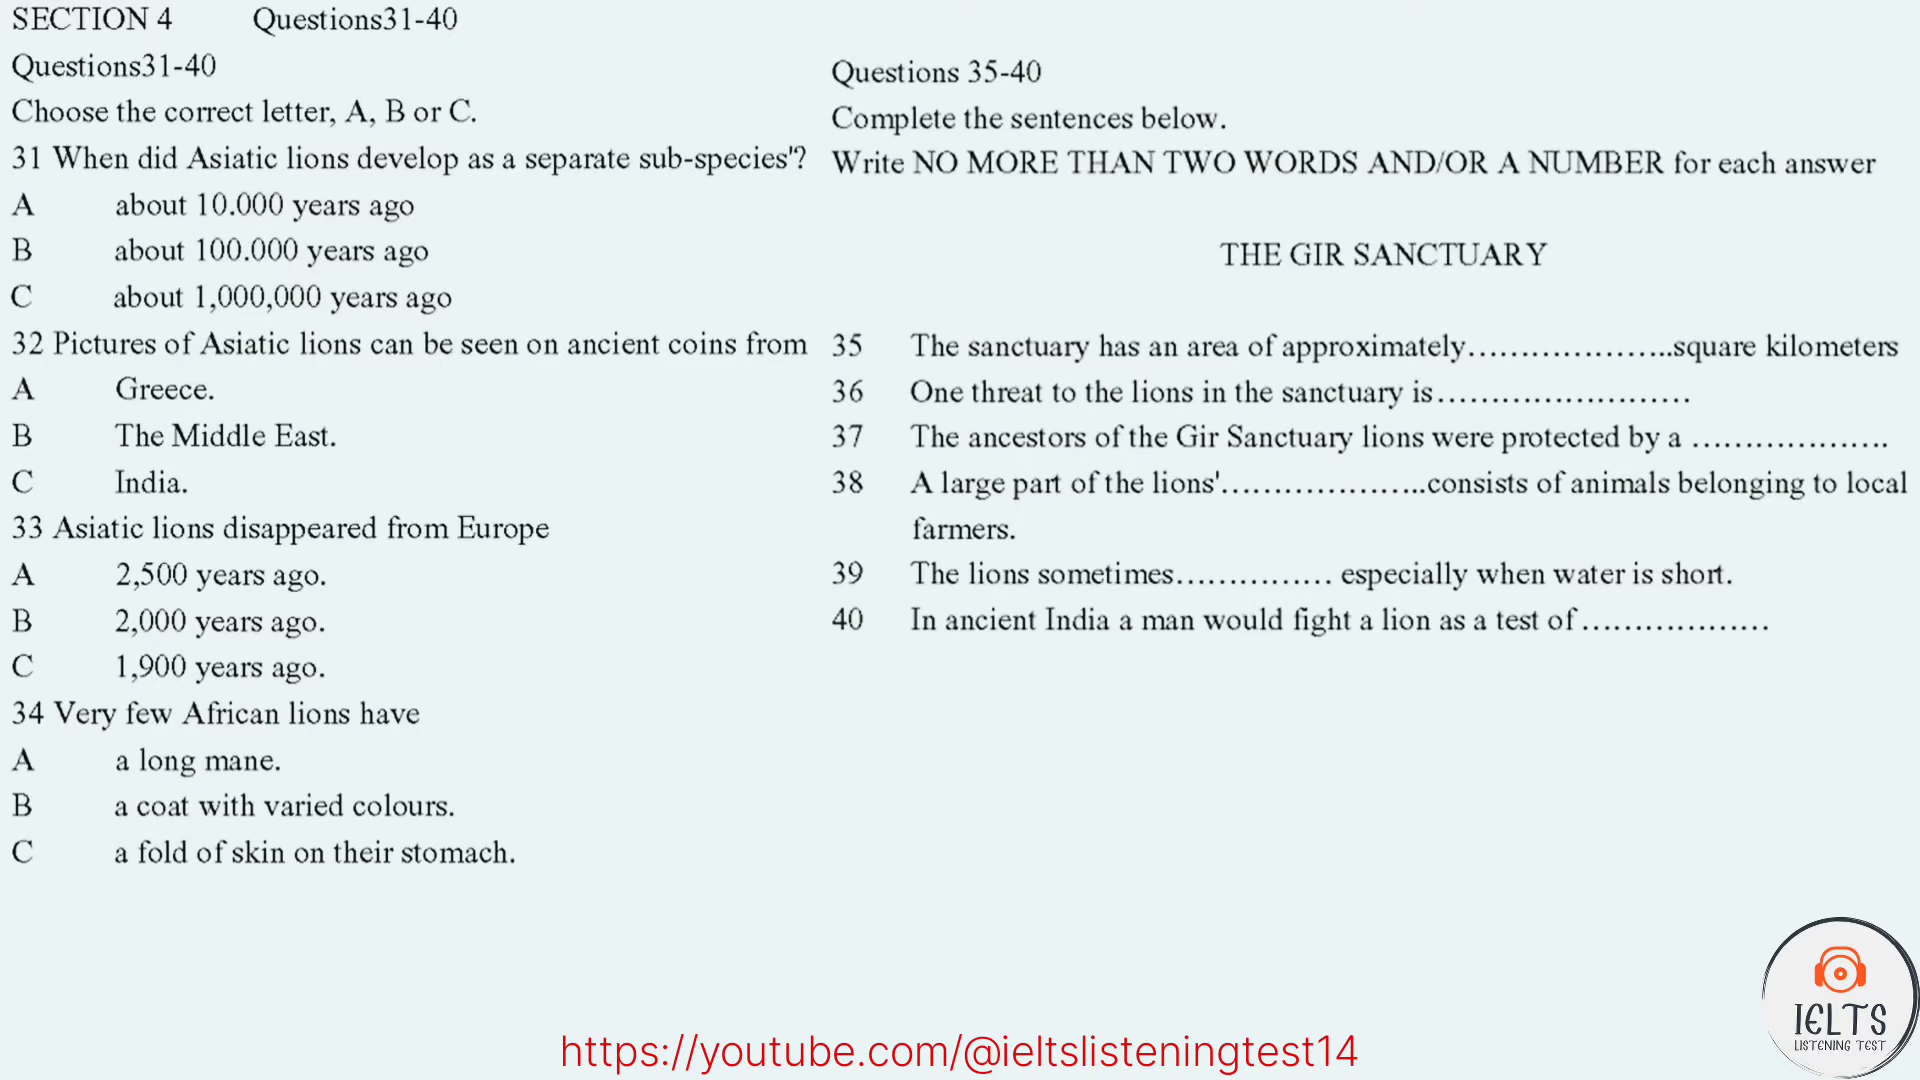 SECTION 4 Questions31-40
Questions31-40
Choose the correct letter, A, B or C.
31 When did Asiatic lions develop as a separate sub-species'?
A about 10.000 years ago
B about 100.000 years ago
C about 1,000,000 years ago
32 Pictures of Asiatic lions can be seen on ancient coins from
A Greece.
B The Middle East.
C India.
33 Asiatic lions disappeared from Europe
A 2,500 years ago.
B 2,000 years ago.
C 1,900 years ago.
34 Very few African lions have
A a long mane.
B a coat with varied colours.
C a fold of skin on their stomach.
Questions 35-40
Complete the sentences below.
Write NO MORE THAN TWO WORDS AND/OR A NUMBER for each answer
THE GIR SANCTUARY
35 The sanctuary has an area of approximately.....................square kilometers
36 One threat to the lions in the sanctuary is........................
37 The ancestors of the Gir Sanctuary lions were protected by a ...................
38 A large part of the lions'....................consists of animals belonging to local
farmers.
39 The lions sometimes............... especially when water is short.
40 In ancient India a man would fight a lion as a test of..................
IELTS
LISTENING TEST
https://youtube.com/@ieltslisteningtest14